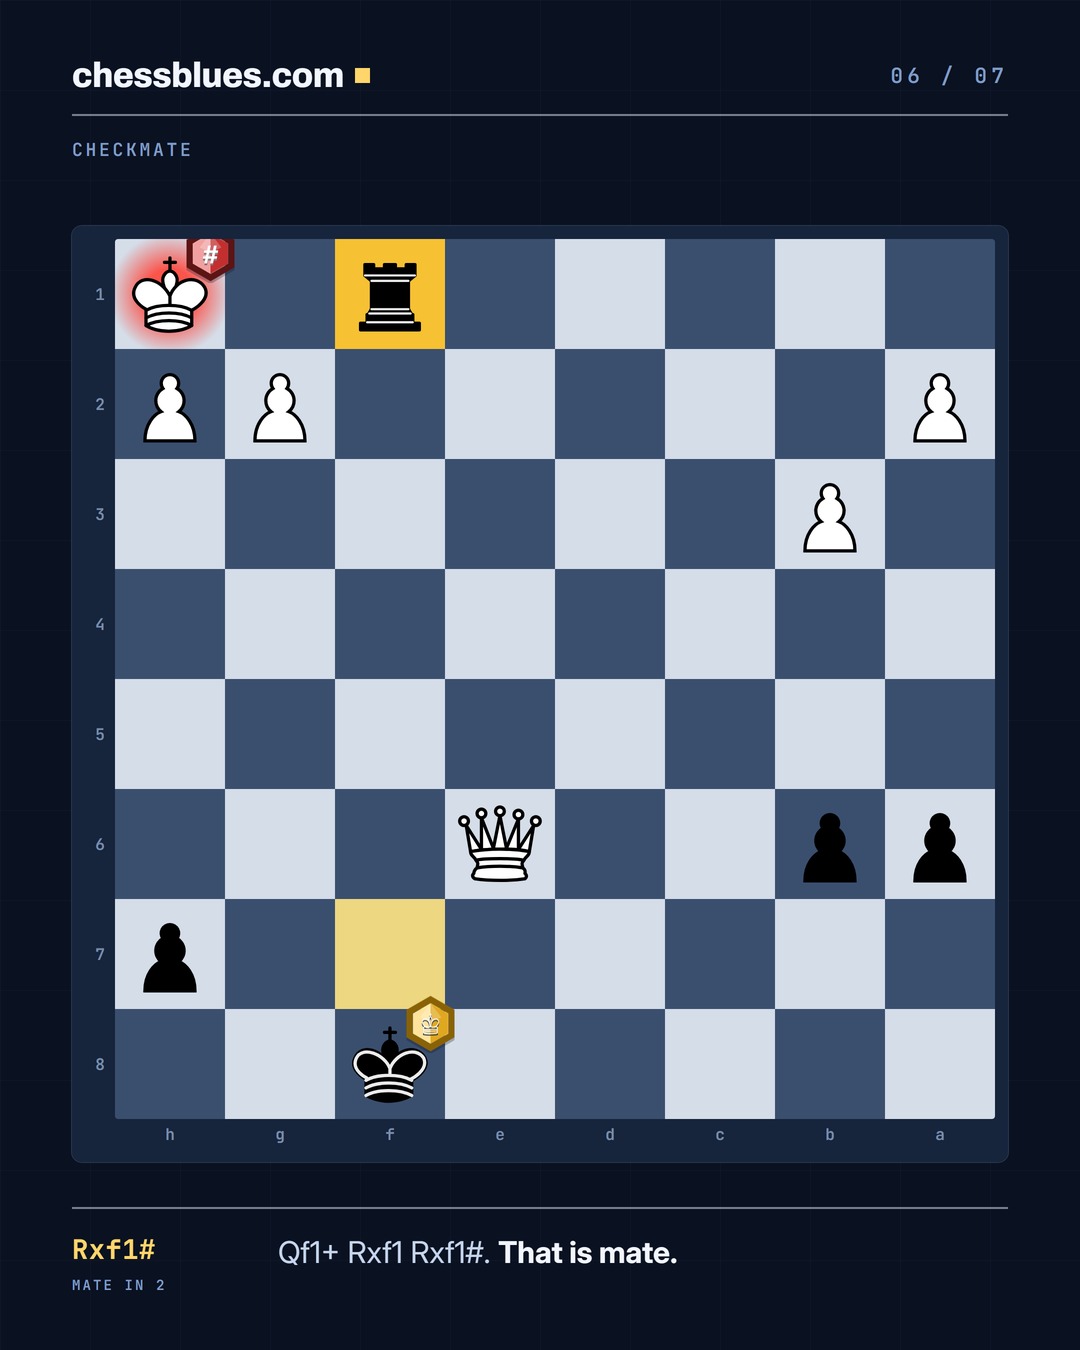 chessblues.com
06 / 07
CHECKMATE
#
1
2
3
4
5
6
7
8
h g f e d c b a
Rxf1#
Qf1+ Rxf1 Rxf1#. That is mate.
MATE IN 2